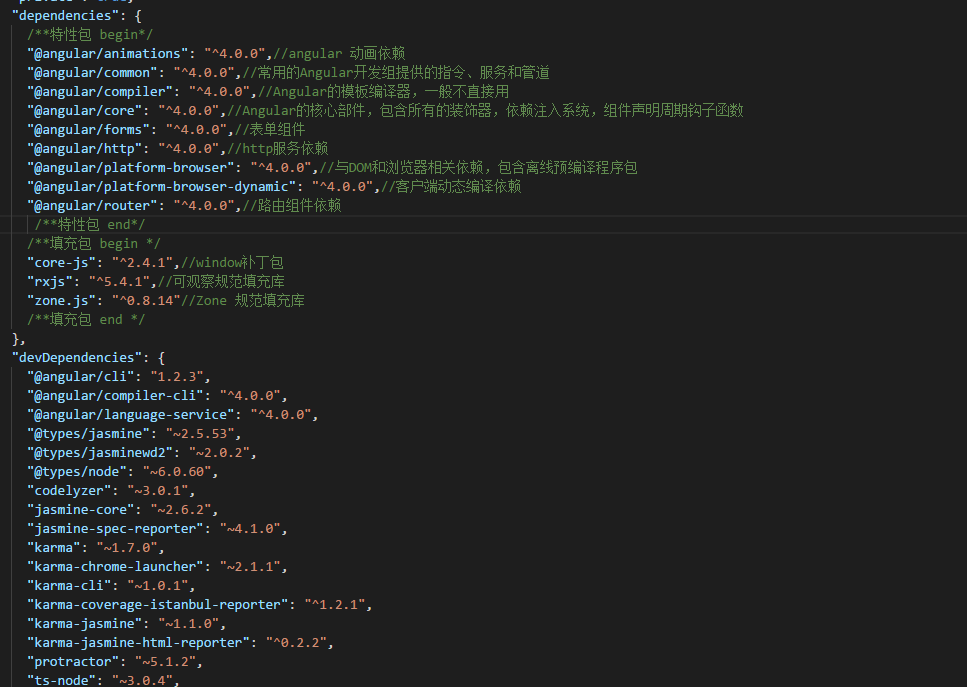 "dependencies": {
/**特性包 begin*/
"@angular/animations": "^4.0.0",//angular 动画依赖
"@angular/common": "^4.0.0",//常用的Angular开发组提供的指令、服务和管道
"@angular/compiler": "^4.0.0",//Angular的模板编译器，一般不直接用
"@angular/core": "^4.0.0",//Angular的核心部件，包含所有的装饰器，依赖注入系统，组件声明周期钩子函数
"@angular/forms": "^4.0.0",//表单组件
"@angular/http": "^4.0.0",//http服务依赖
"@angular/platform-browser": "^4.0.0",//与DOM和浏览器相关依赖，包含离线预编译程序包
"@angular/platform-browser-dynamic": "^4.0.0",//客户端动态编译依赖
"@angular/router": "^4.0.0",//路由组件依赖
/**特性包 end*/
/**填充包 begin */
"core-js": "^2.4.1",//window补丁包
"rxjs": "^5.4.1",//可观察规范填充库
"zone.js": "^0.8.14"//Zone 规范填充库
/**填充包 end */
},
"devDependencies": {
"@angular/cli": "1.2.3",
"@angular/compiler-cli": "^4.0.0",
"@angular/language-service": "^4.0.0",
"@types/jasmine": "~2.5.53",
"@types/jasminewd2": "~2.0.2",
"@types/node": "~6.0.60",
"codelyzer": "~3.0.1",
"jasmine-core": "~2.6.2",
"jasmine-spec-reporter": "~4.1.0",
"karma": "~1.7.0",
"karma-chrome-launcher": "~2.1.1",
"karma-cli": "~1.0.1",
"karma-coverage-istanbul-reporter": "^1.2.1",
"karma-jasmine": "~1.1.0",
"karma-jasmine-html-reporter": "^0.2.2",
"protractor": "~5.1.2",
"ts-node": "~3.0.4",